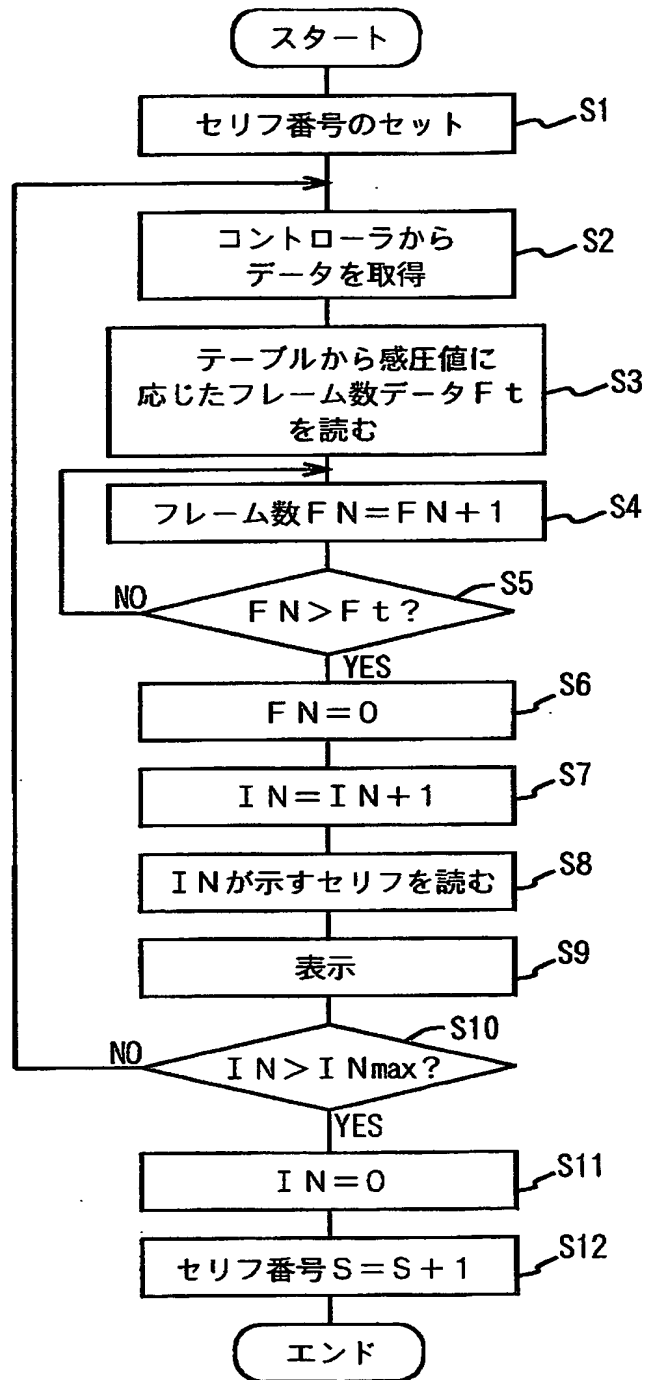 スタート
セリフ番号のセット
S1
コントローラから
データを取得
S2
テーブルから感圧値に
応じたフレーム数データFt
を読む
S3
フレーム数FN=FN+1
S4
FN>Ft?
S5
NO
YES
FN=0
S6
IN=IN+1
S7
INが示すセリフを読む
S8
表示
S9
IN>INmax?
S10
NO
YES
IN=0
S11
セリフ番号S=S+1
S12
エンド